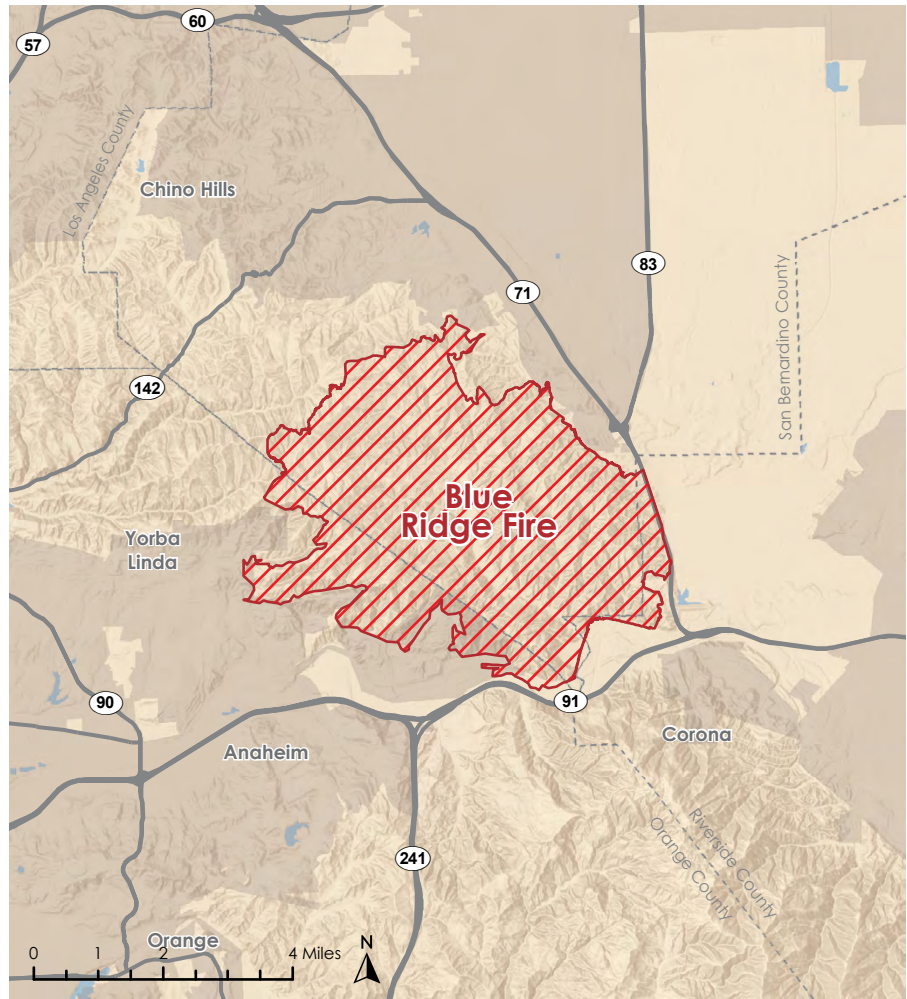 60
57
Los Angeles County
Chino Hills
83
71
San Bernardino County
142
Blue
Ridge Fire
Yorba
Linda
90
91
Anaheim
Corona
Riverside County
Orange County
241
Orange
0 1 2 4 Miles
N